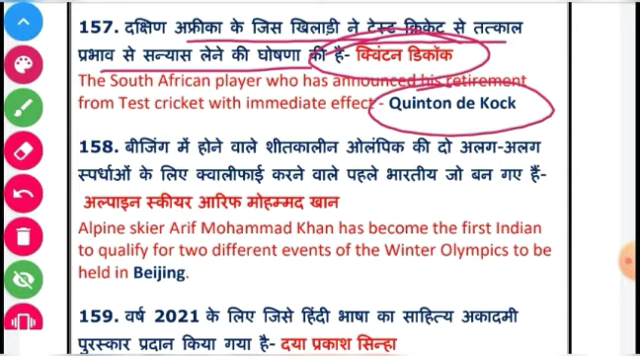 157. दक्षिण अफ्रीका के जिस खिलाड़ी ने टेस्ट क्रिकेट से तत्काल
प्रभाव से सन्यास लेने की घोषणा की है- क्विंटन डिकॉक
The South African player who has announced his retirement
from Test cricket with immediate effect - Quinton de Kock
158. बीजिंग में होने वाले शीतकालीन ओलंपिक की दो अलग-अलग
स्पर्धाओं के लिए क्वालीफाई करने वाले पहले भारतीय जो बन गए हैं-
अल्पाइन स्कीयर आरिफ मोहम्मद खान
Alpine skier Arif Mohammad Khan has become the first Indian
to qualify for two different events of the Winter Olympics to be
held in Beijing.
159. वर्ष 2021 के लिए जिसे हिंदी भाषा का साहित्य अकादमी
पुरस्कार प्रदान किया गया है- दया प्रकाश सिन्हा